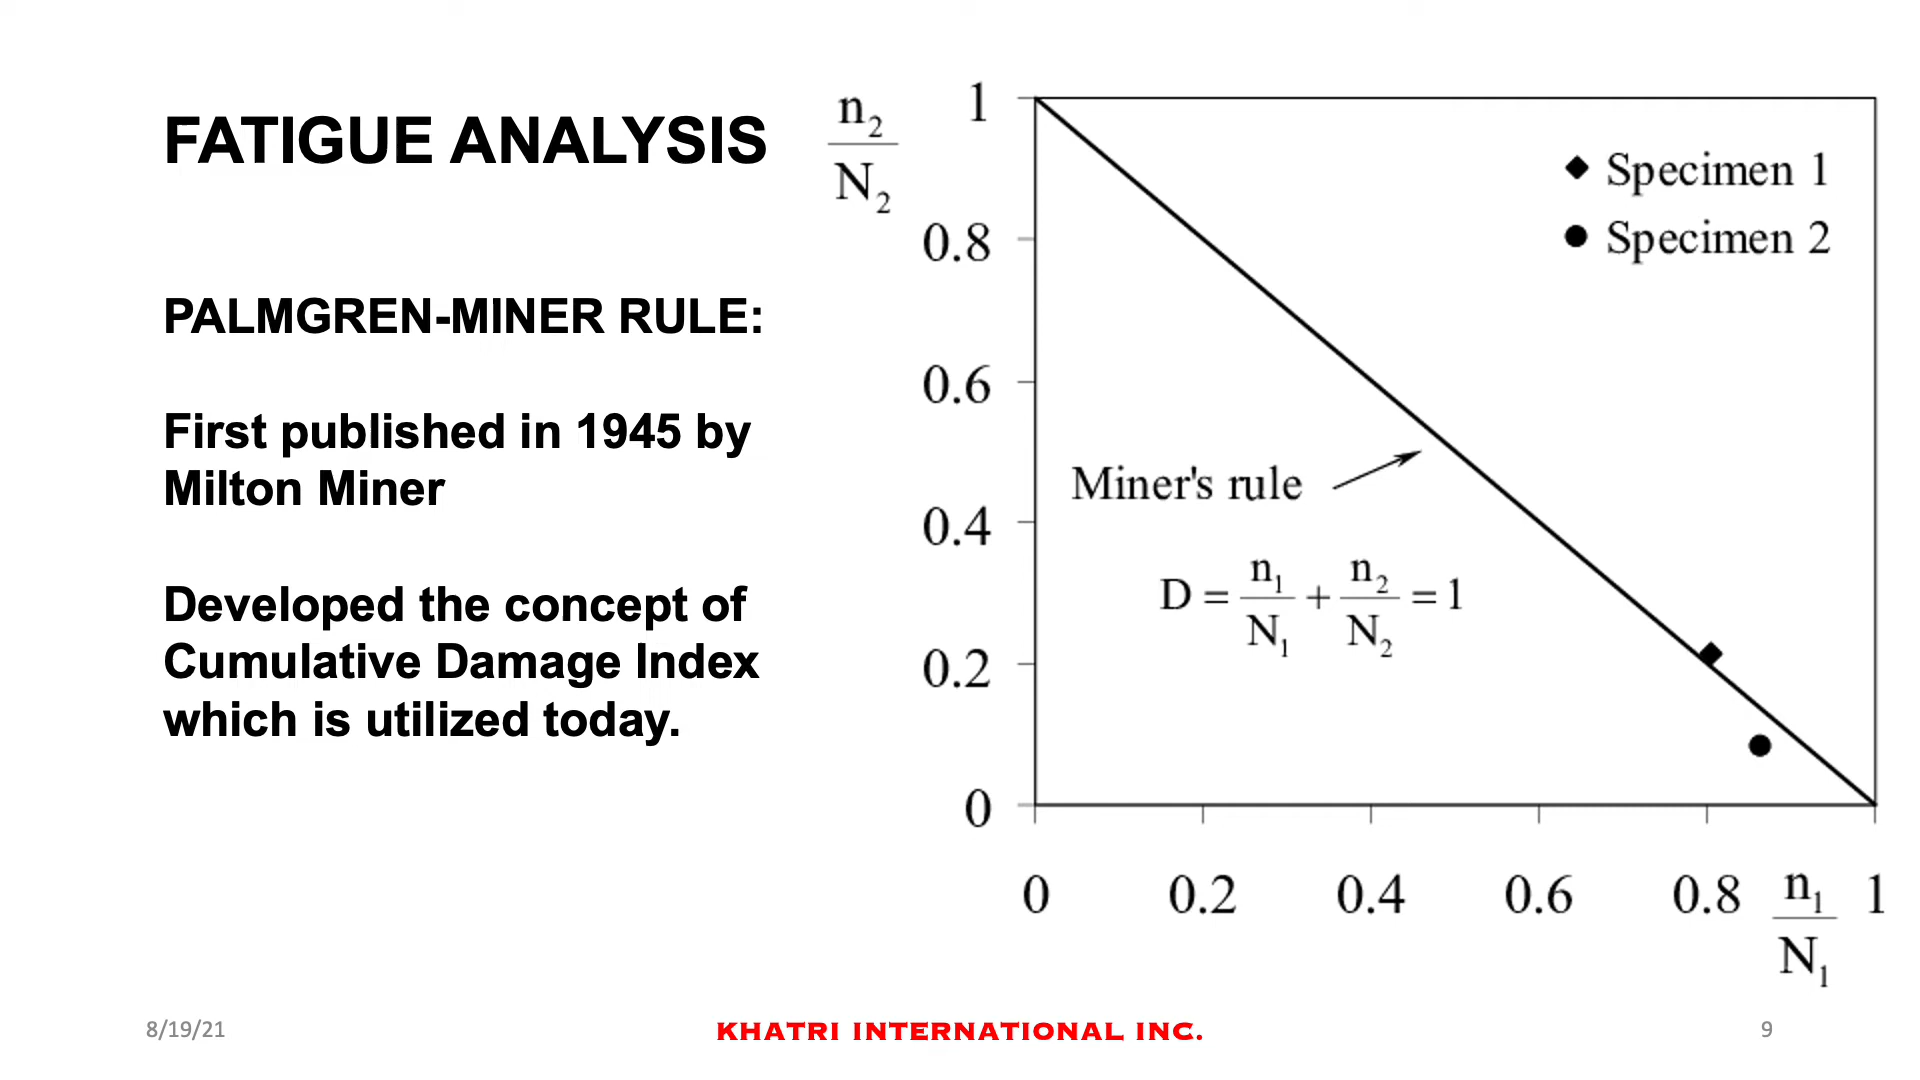 FATIGUE ANALYSIS
PALMGREN-MINER RULE:
First published in 1945 by
Milton Miner
Developed the concept of
Cumulative Damage Index
which is utilized today.
n₂
N₂
1
0.8
0.6
0.4
0.2
0
Specimen 1
Specimen 2
Miner's rule
D = n₁/N₁ + n₂/N₂ = 1
0 0.2 0.4 0.6 0.8 1
n₁
N₁
8/19/21
KHATRI INTERNATIONAL INC.
9